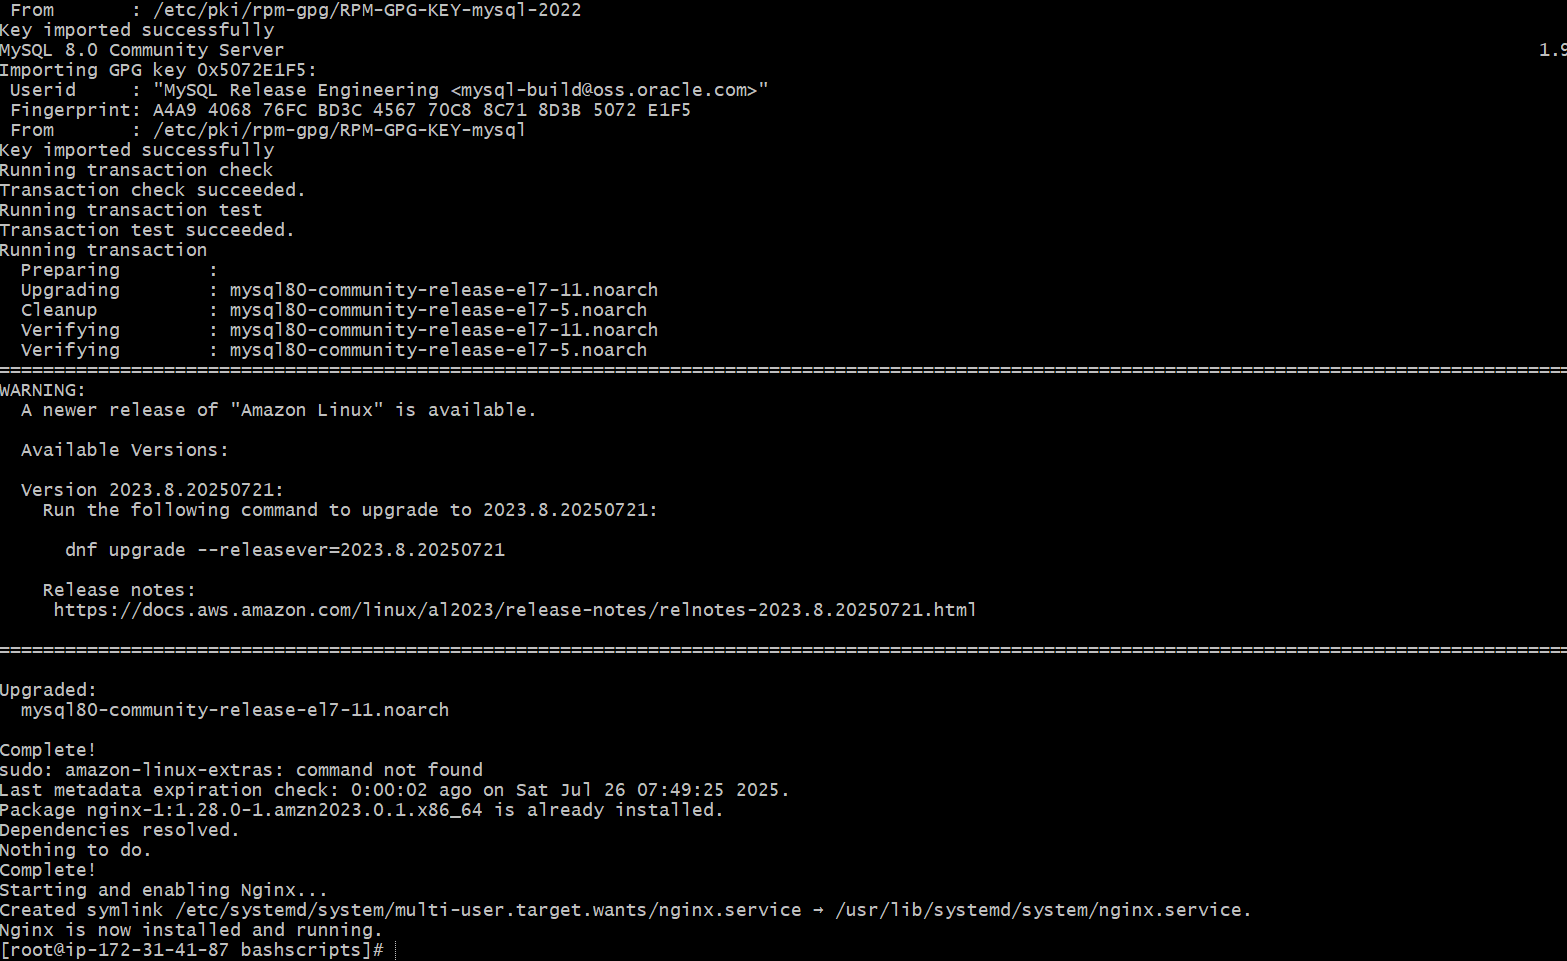 From       : /etc/pki/rpm-gpg/RPM-GPG-KEY-mysql-2022
Key imported successfully
MySQL 8.0 Community Server 1.9
Importing GPG key 0x5072E1F5:
 Userid     : "MySQL Release Engineering <mysql-build@oss.oracle.com>"
 Fingerprint: A4A9 4068 76FC BD3C 4567 70C8 8C71 8D3B 5072 E1F5
 From       : /etc/pki/rpm-gpg/RPM-GPG-KEY-mysql
Key imported successfully
Running transaction check
Transaction check succeeded.
Running transaction test
Transaction test succeeded.
Running transaction
  Preparing        :
  Upgrading        : mysql80-community-release-el7-11.noarch
  Cleanup          : mysql80-community-release-el7-5.noarch
  Verifying        : mysql80-community-release-el7-11.noarch
  Verifying        : mysql80-community-release-el7-5.noarch
WARNING:
  A newer release of "Amazon Linux" is available.
  Available Versions:
  Version 2023.8.20250721:
    Run the following command to upgrade to 2023.8.20250721:
      dnf upgrade --releasever=2023.8.20250721
    Release notes:
     https://docs.aws.amazon.com/linux/al2023/release-notes/relnotes-2023.8.20250721.html
Upgraded:
  mysql80-community-release-el7-11.noarch
Complete!
sudo: amazon-linux-extras: command not found
Last metadata expiration check: 0:00:02 ago on Sat Jul 26 07:49:25 2025.
Package nginx-1:1.28.0-1.amzn2023.0.1.x86_64 is already installed.
Dependencies resolved.
Nothing to do.
Complete!
Starting and enabling Nginx...
Created symlink /etc/systemd/system/multi-user.target.wants/nginx.service → /usr/lib/systemd/system/nginx.service.
Nginx is now installed and running.
[root@ip-172-31-41-87 bashscripts]#